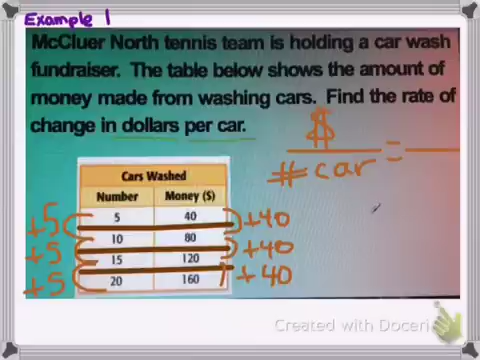 Example 1
McCluer North tennis team is holding a car wash
fundraiser. The table below shows the amount of
money made from washing cars. Find the rate of
change in dollars per car.
$
# car =
Cars Washed
Number Money ($)
+5 5 40 +40
+5 10 80 +40
+5 15 120 +40
20 160
Created with Doceri